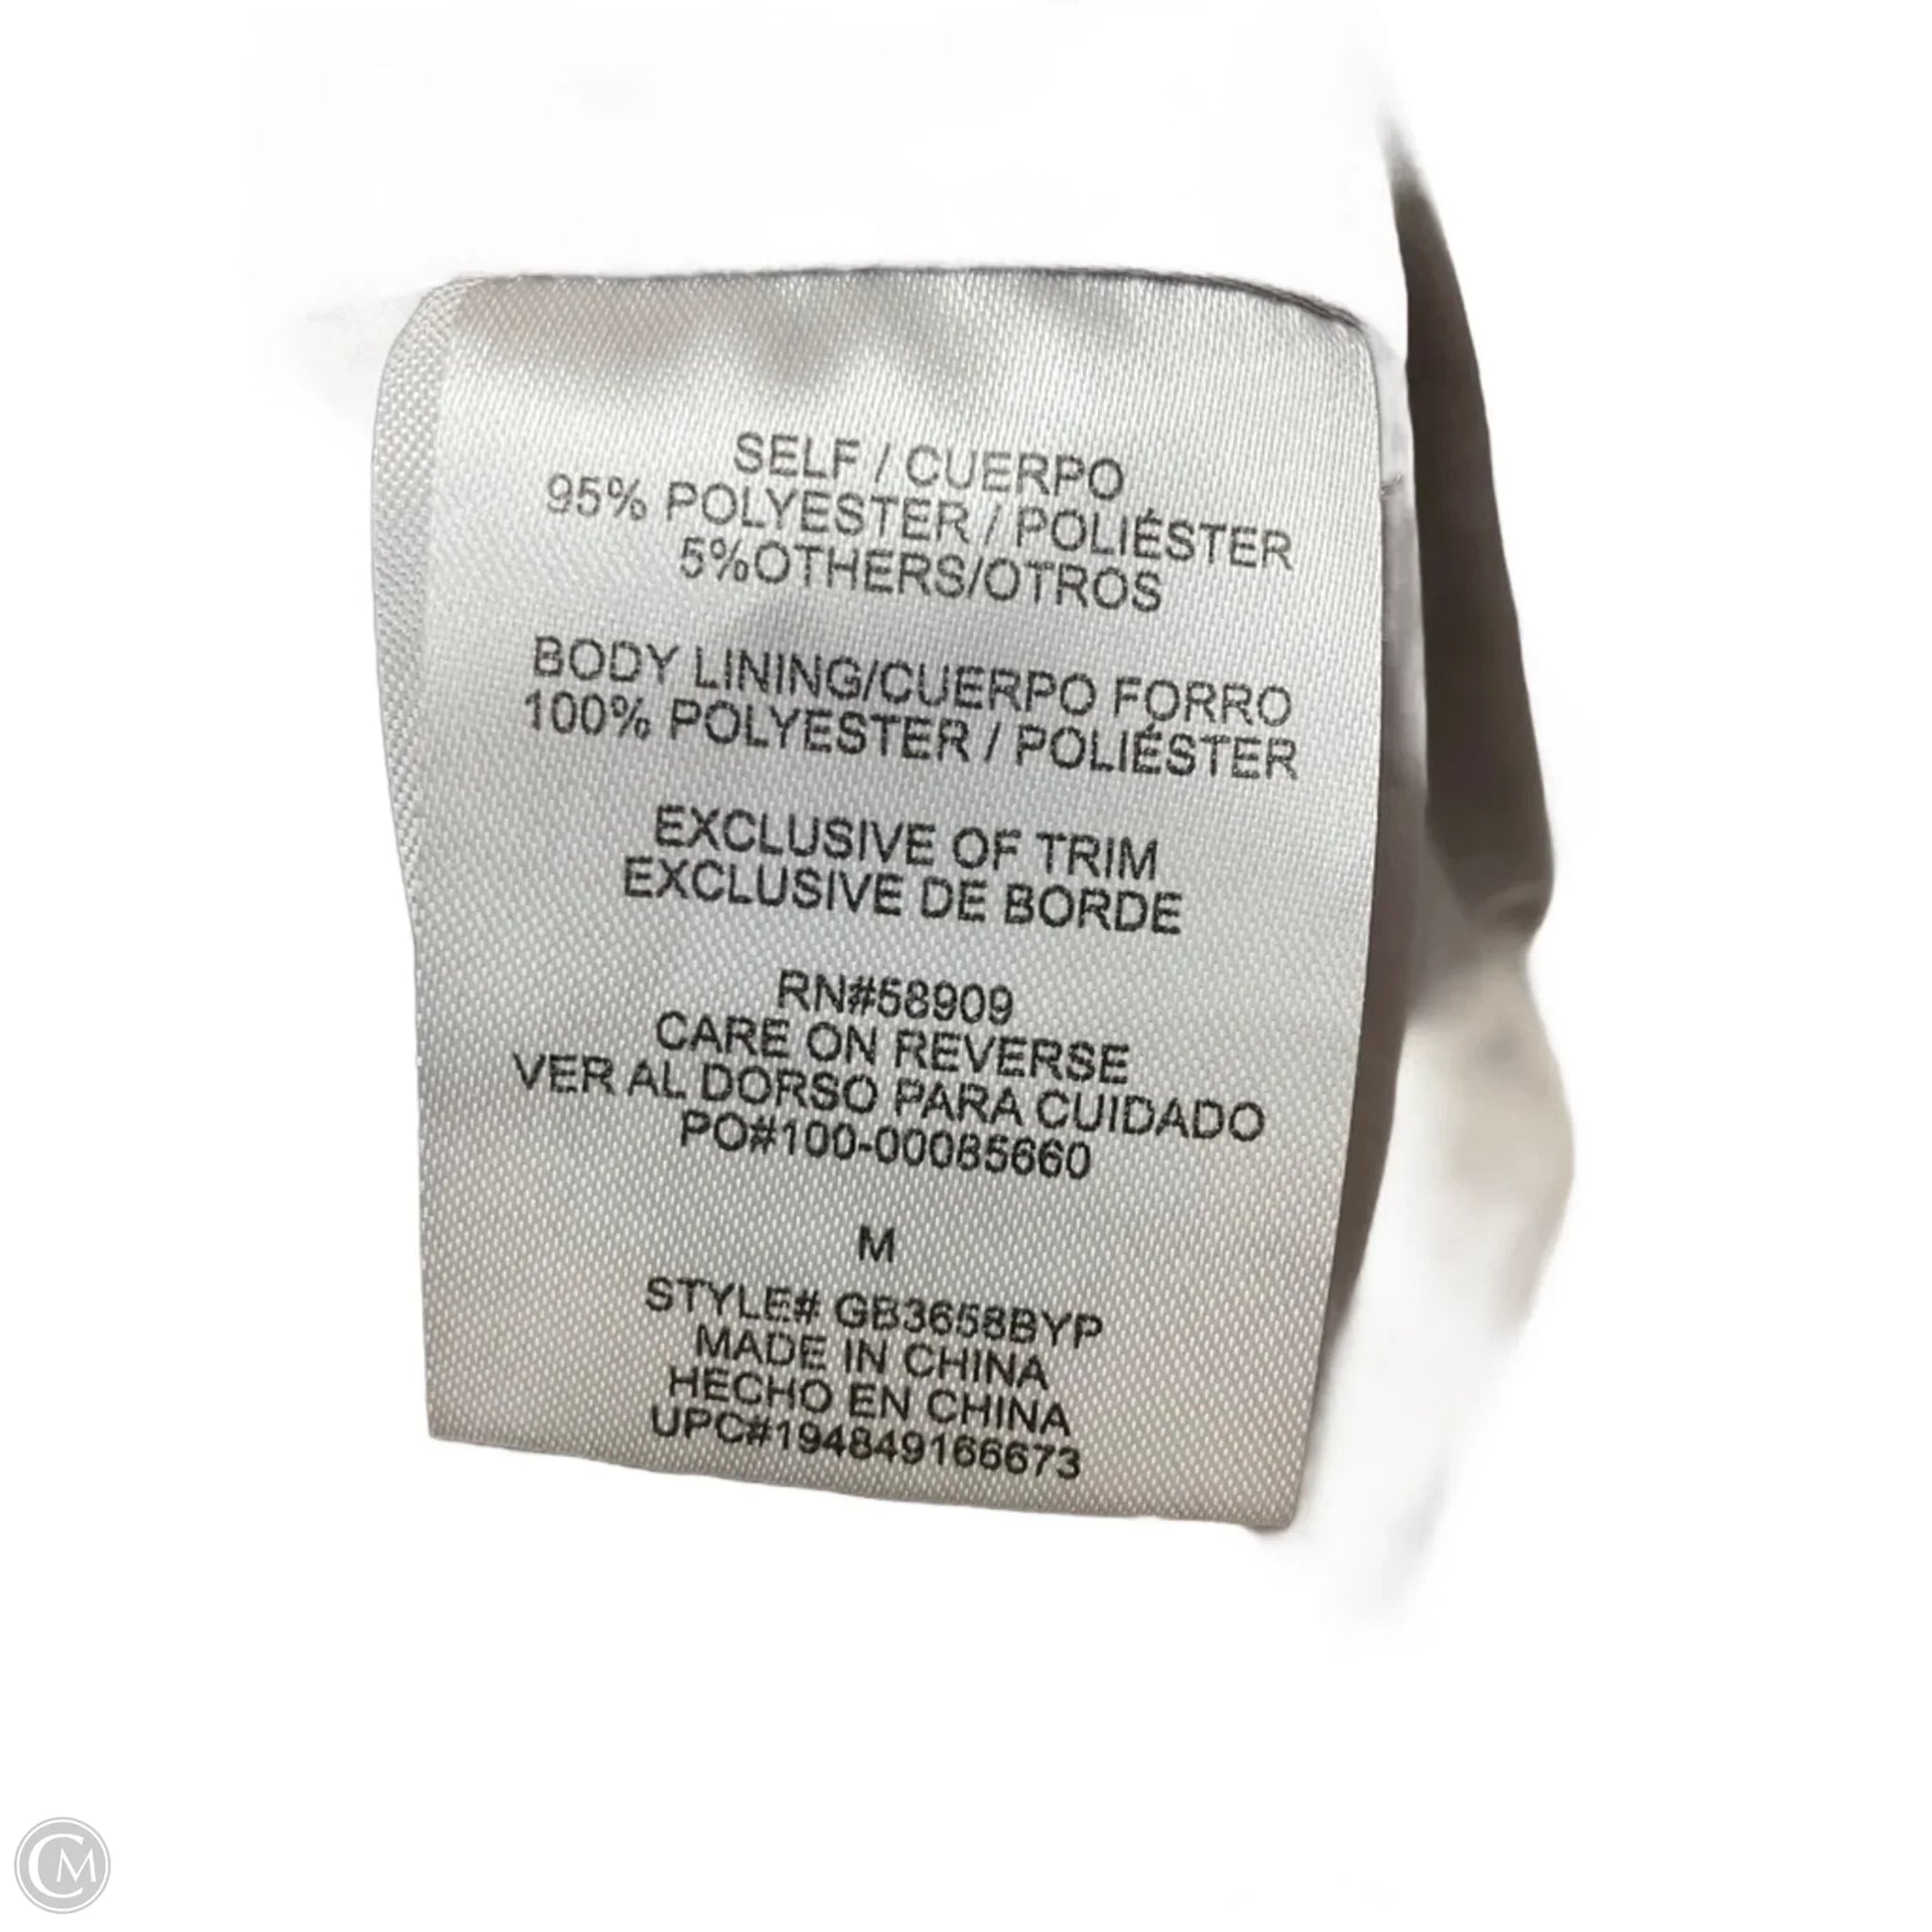 SELF / CUERPO
95% POLYESTER / POLIÉSTER
5%OTHERS/OTROS
BODY LINING/CUERPO FORRO
100% POLYESTER / POLIÉSTER
EXCLUSIVE OF TRIM
EXCLUSIVE DE BORDE
RN#58909
CARE ON REVERSE
VER AL DORSO PARA CUIDADO
PO#100-00085660
M
STYLE# GB3658BYP
MADE IN CHINA
HECHO EN CHINA
UPC#194849166673
CM